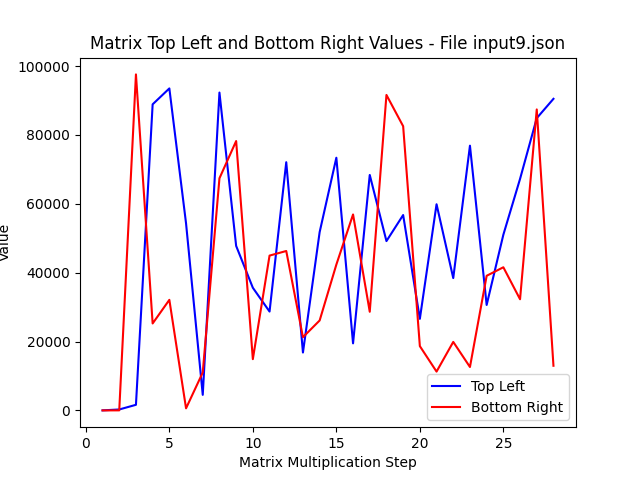 Matrix Top Left and Bottom Right Values - File input9.json
100000
80000
60000
40000
20000
0
Value
0 5 10 15 20 25
Matrix Multiplication Step
Top Left
Bottom Right